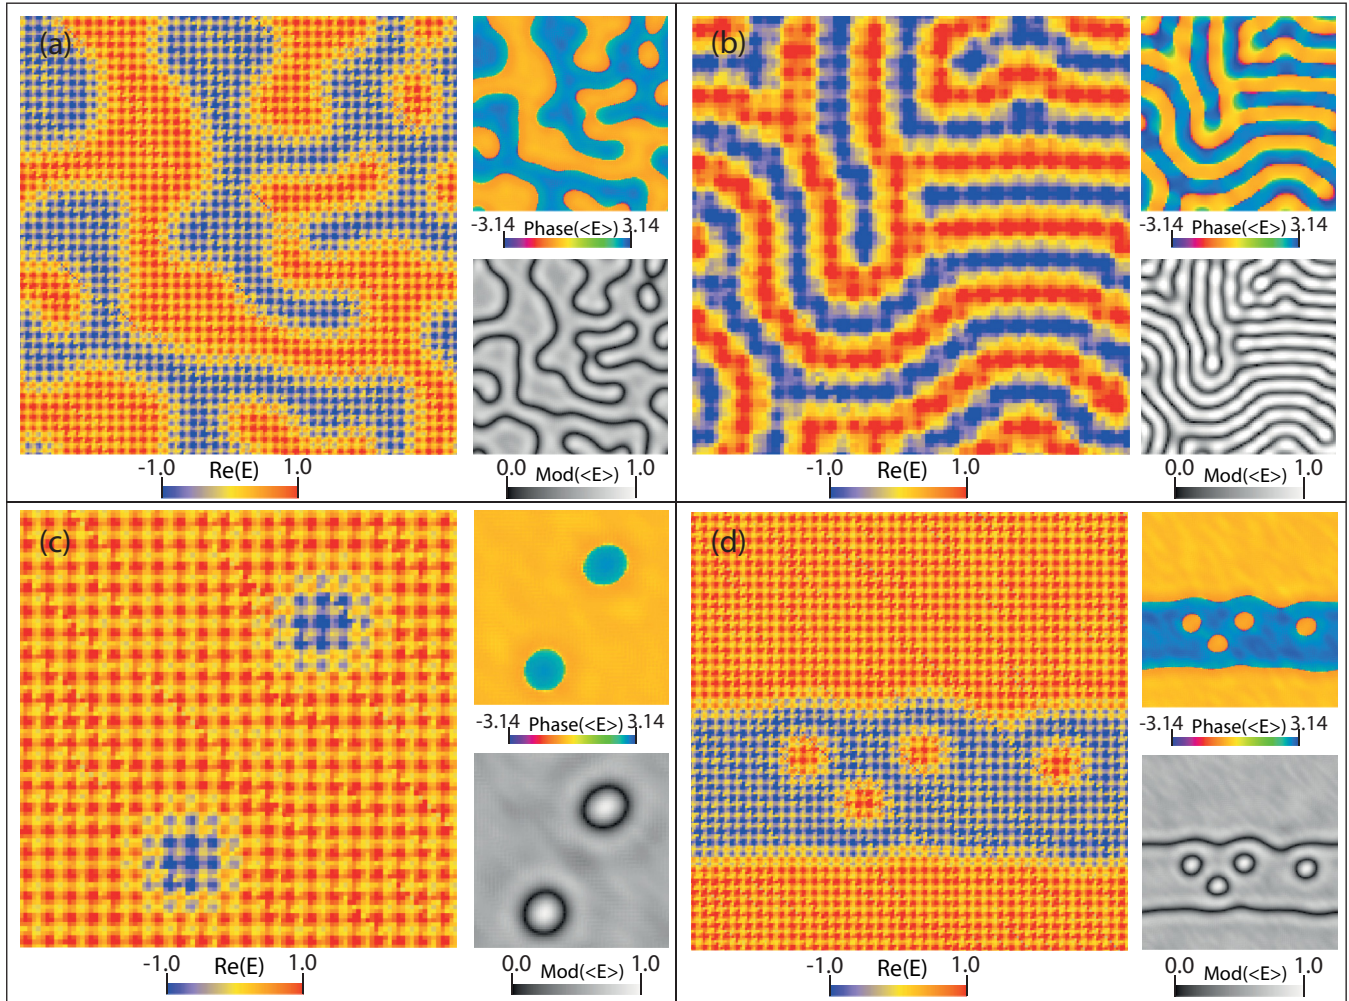 (a)
-3.14 Phase(<E>) 3.14
-1.0 Re(E) 1.0
0.0 Mod(<E>) 1.0
(b)
-3.14 Phase(<E>) 3.14
-1.0 Re(E) 1.0
0.0 Mod(<E>) 1.0
(c)
-3.14 Phase(<E>) 3.14
-1.0 Re(E) 1.0
0.0 Mod(<E>) 1.0
(d)
-3.14 Phase(<E>) 3.14
-1.0 Re(E) 1.0
0.0 Mod(<E>) 1.0